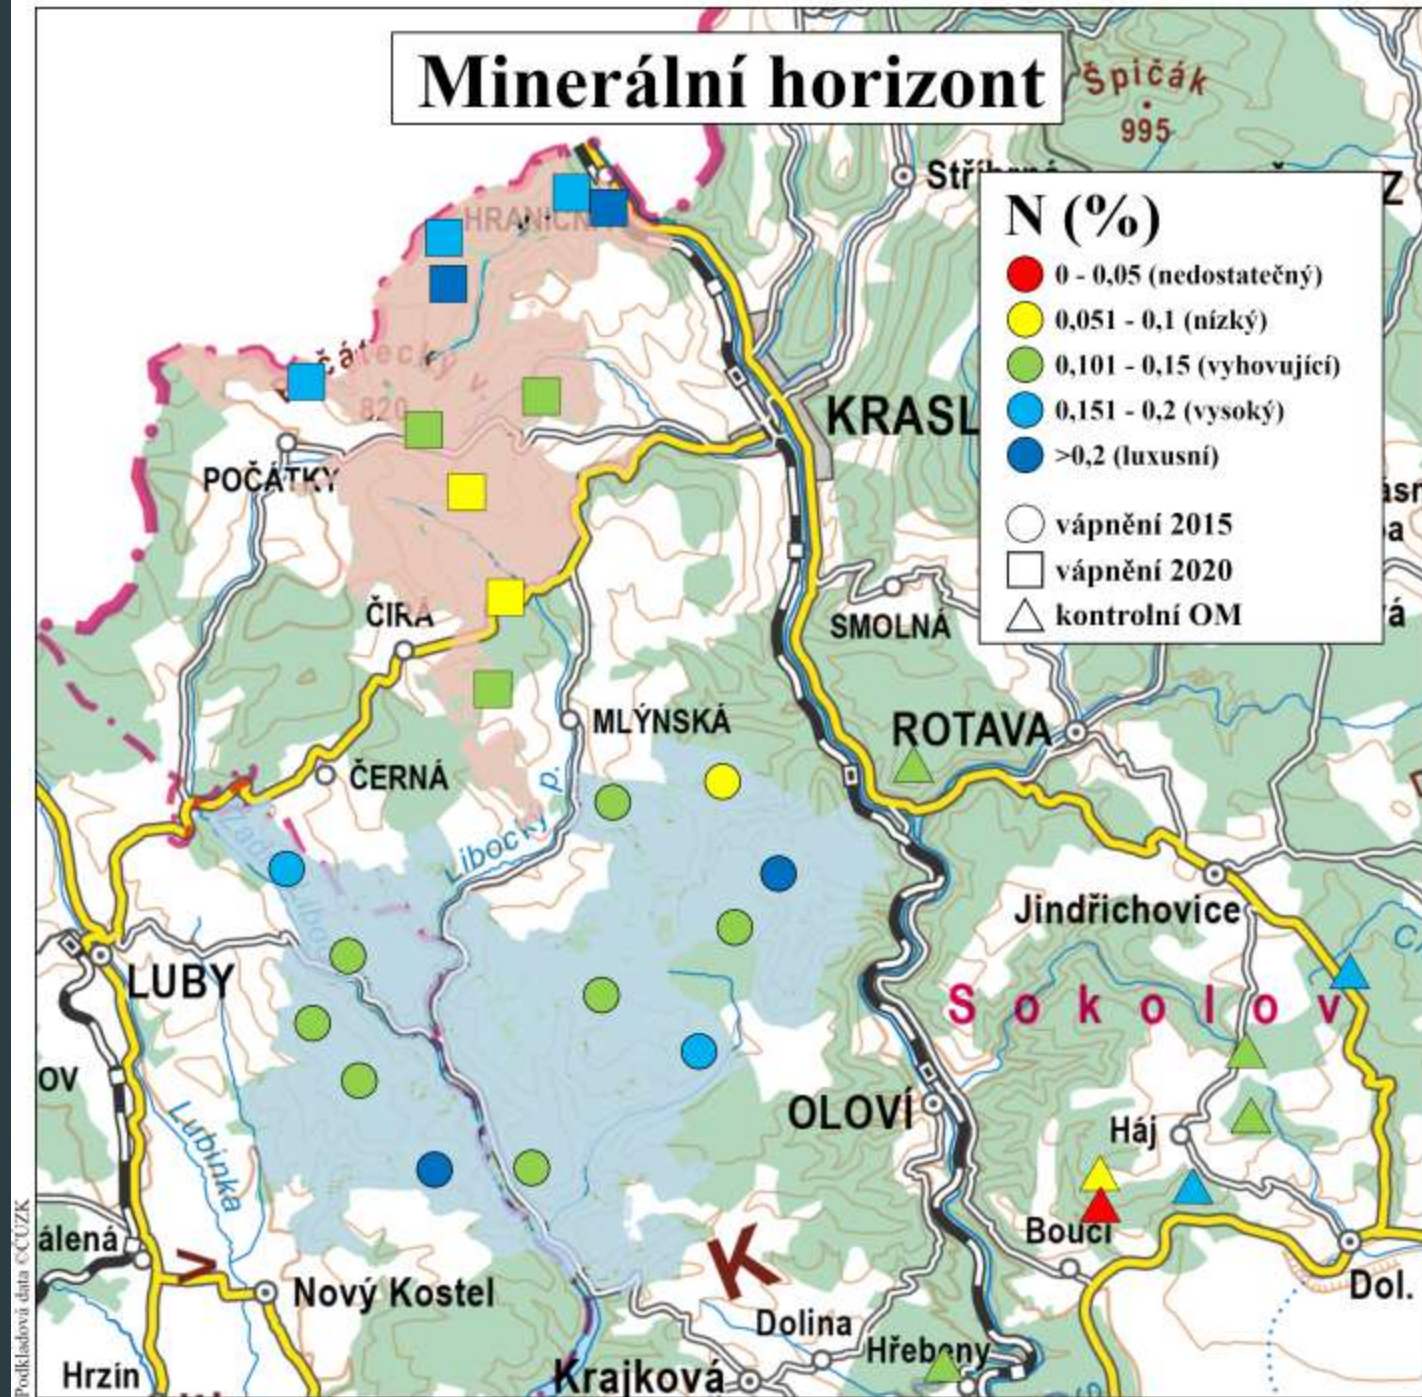 Minerální horizont
Špičák
995
Z
HRANIČN
N (%)
0 - 0,05 (nedostatečný)
0,051 - 0,1 (nízký)
0,101 - 0,15 (vyhovující)
0,151 - 0,2 (vysoký)
>0,2 (luxusní)
vápnění 2015
vápnění 2020
kontrolní OM
čátecký v.
820
KRASL
POČÁTKY
ČIRÁ
SMOLNÁ
MLÝNSKÁ
ROTAVA
ČERNÁ
Libocký p.
Jindřichovice
LUBY
Sokolov
ov
OLOVÍ
Háj
Lubinka
Boučí
álená
V
K
Nový Kostel
Dol.
Dolina
Hřebeny
Hrzín
Krajková
Podkladová data ©ČÚZK